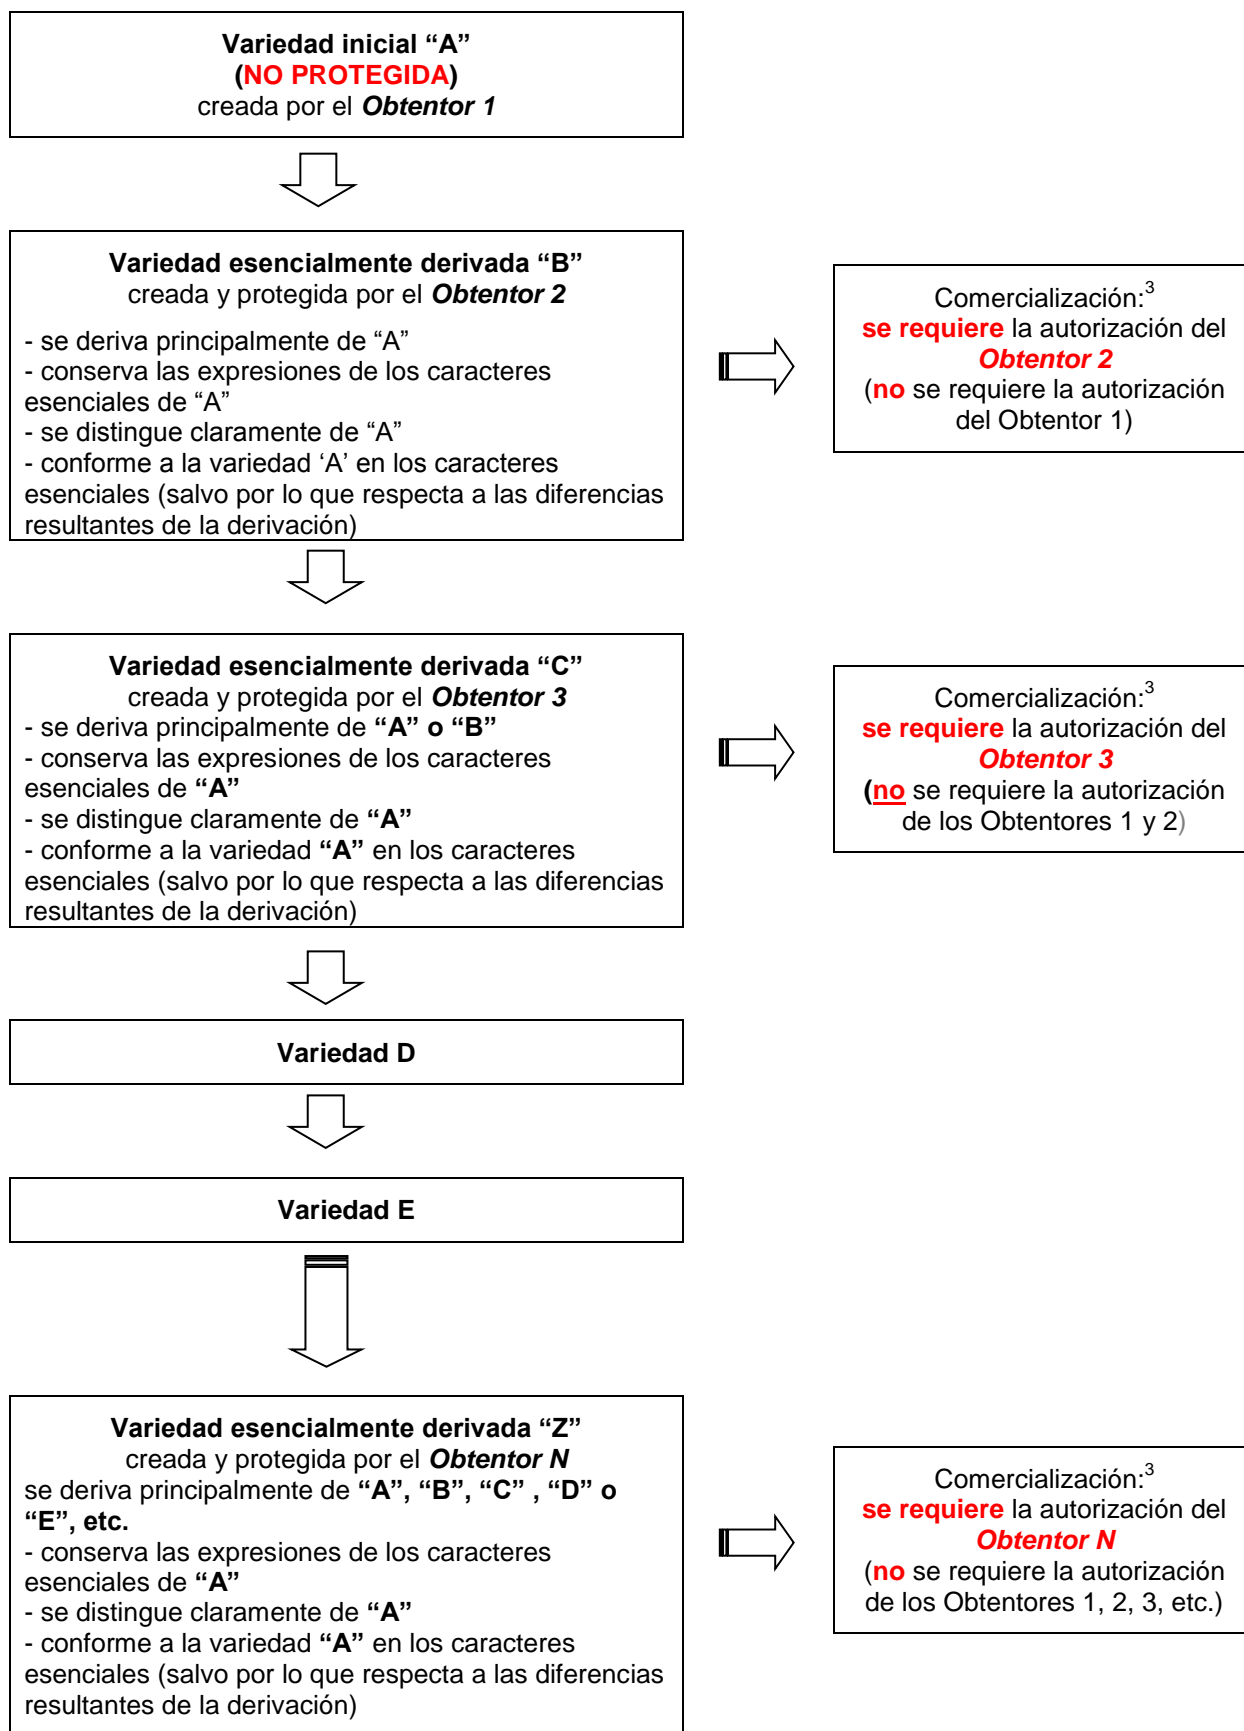 Variedad inicial “A”
(NO PROTEGIDA)
creada por el Obtentor 1
Variedad esencialmente derivada “B”
creada y protegida por el Obtentor 2
- se deriva principalmente de “A”
- conserva las expresiones de los caracteres
esenciales de “A”
- se distingue claramente de “A”
- conforme a la variedad ‘A’ en los caracteres
esenciales (salvo por lo que respecta a las diferencias
resultantes de la derivación)
Comercialización:3
se requiere la autorización del
Obtentor 2
(no se requiere la autorización
del Obtentor 1)
Variedad esencialmente derivada “C”
creada y protegida por el Obtentor 3
- se deriva principalmente de “A” o “B”
- conserva las expresiones de los caracteres
esenciales de “A”
- se distingue claramente de “A”
- conforme a la variedad “A” en los caracteres
esenciales (salvo por lo que respecta a las diferencias
resultantes de la derivación)
Comercialización:3
se requiere la autorización del
Obtentor 3
(no se requiere la autorización
de los Obtentores 1 y 2)
Variedad D
Variedad E
Variedad esencialmente derivada “Z”
creada y protegida por el Obtentor N
se deriva principalmente de “A”, “B”, “C” , “D” o
“E”, etc.
- conserva las expresiones de los caracteres
esenciales de “A”
- se distingue claramente de “A”
- conforme a la variedad “A” en los caracteres
esenciales (salvo por lo que respecta a las diferencias
resultantes de la derivación)
Comercialización:3
se requiere la autorización del
Obtentor N
(no se requiere la autorización
de los Obtentores 1, 2, 3, etc.)